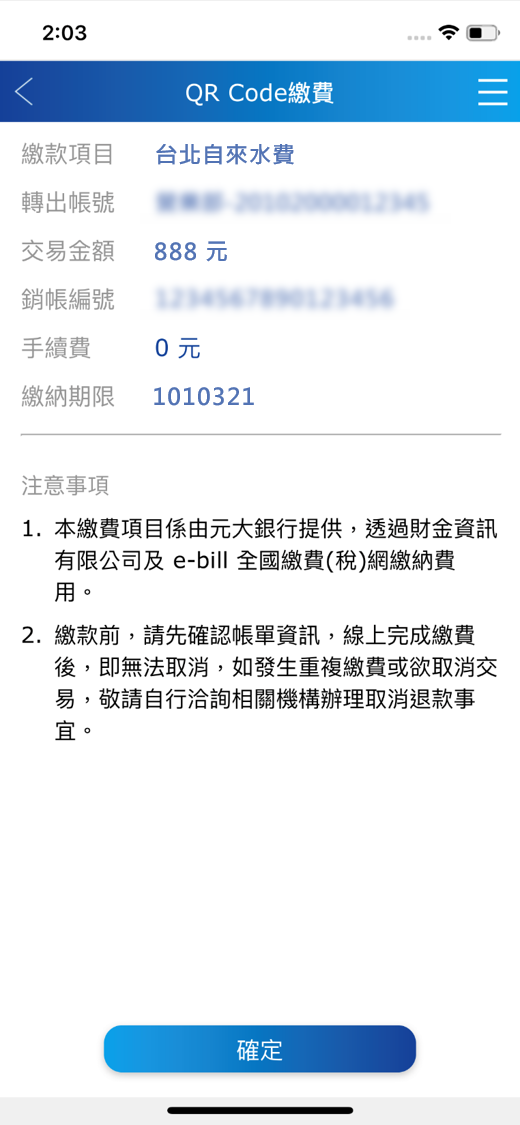 2:03
QR Code繳費
繳款項目 台北自來水費
轉出帳號
交易金額 888 元
銷帳編號
手續費 0 元
繳納期限 1010321
注意事項
1. 本繳費項目係由元大銀行提供，透過財金資訊
有限公司及 e-bill 全國繳費(稅)網繳納費
用。
2. 繳款前，請先確認帳單資訊，線上完成繳費
後，即無法取消，如發生重複繳費或欲取消交
易，敬請自行洽詢相關機構辦理取消退款事
宜。
確定